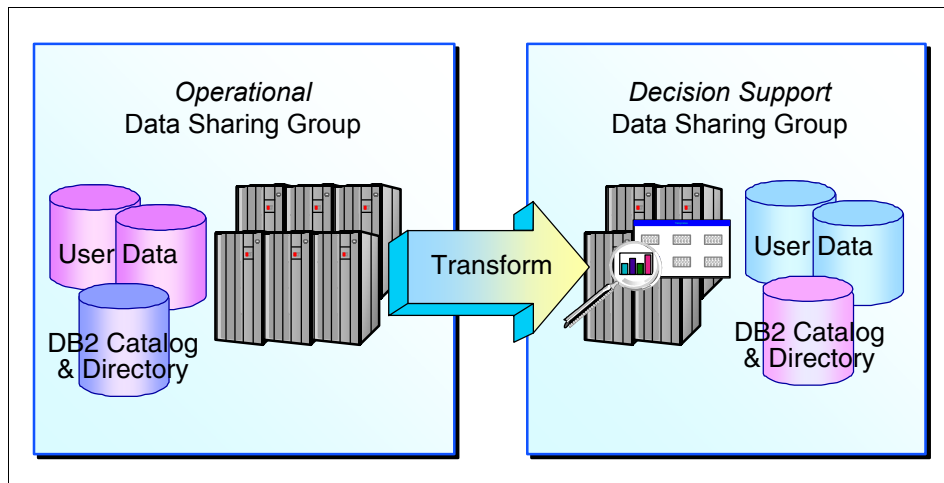 Operational
Data Sharing Group
User Data
DB2 Catalog
& Directory
Transform
Decision Support
Data Sharing Group
User Data
DB2 Catalog
& Directory